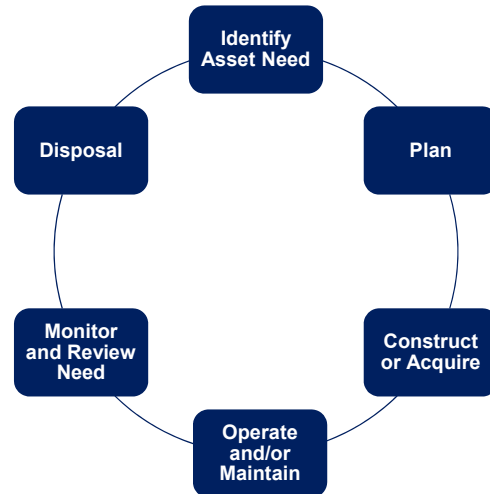 Identify
Asset Need
Plan
Construct
or Acquire
Operate
and/or
Maintain
Monitor
and Review
Need
Disposal